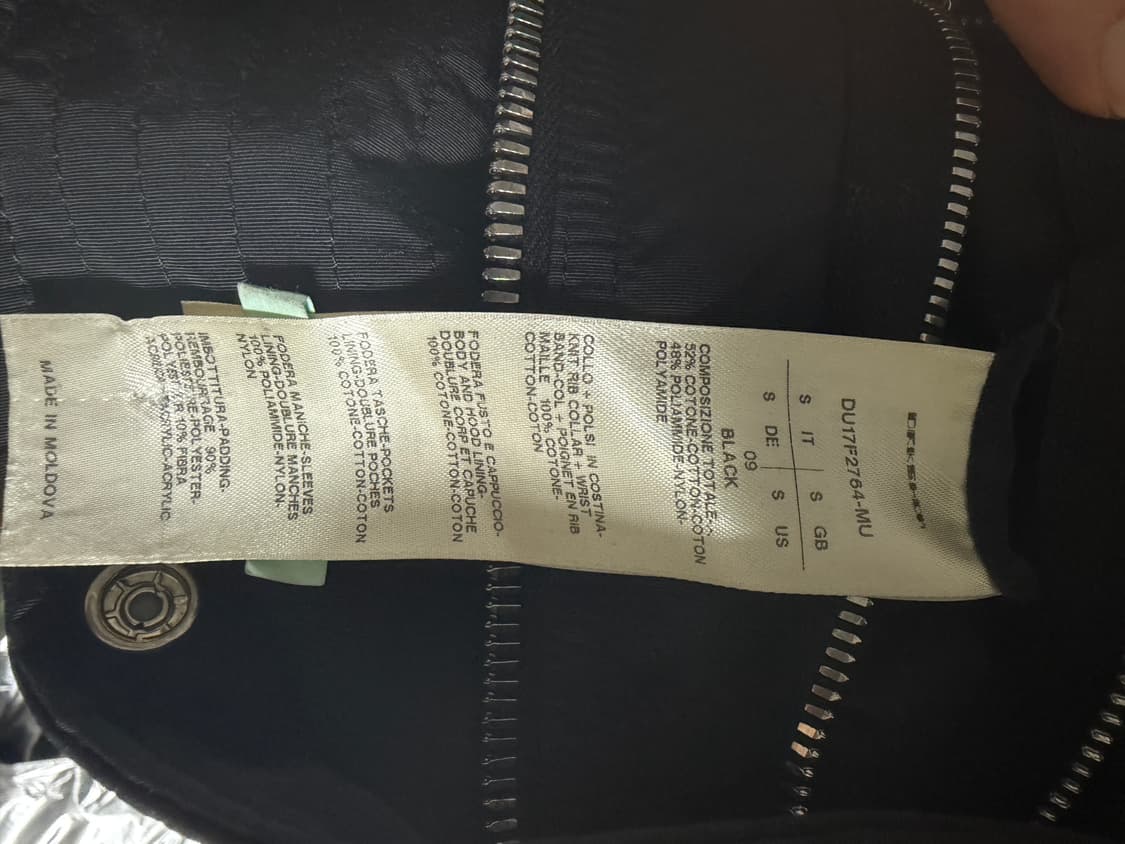 DU17F2764-MU
S IT S GB
S DE S US
09
BLACK
COMPOSIZIONE TOTALE-
52% COTONE-COTTON-COTON
48% POLIAMMIDE-NYLON-
POLYAMIDE
COLLO + POLSI IN COSTINA-
KNIT RIB COLLAR + WRIST
BAND-COL + POIGNET EN RIB
MAILLE 100% COTONE-
COTTON-COTON
FODERA FUSTO E CAPPUCCIO-
BODY AND HOOD LINING-
DOUBLURE CORP ET CAPUCHE
100% COTONE-COTTON-COTON
FODERA TASCHE-POCKETS
LINING-DOUBLURE POCHES
100% COTONE-COTTON-COTON
FODERA MANICHE-SLEEVES
LINING-DOUBLURE MANCHES
100% POLIAMMIDE-NYLON-
NYLON
IMBOTTITURA-PADDING-
REMBOURRAGE 90%
POLIESTERE-POLYESTER-
POLYESTER 10% FIBRA
ACRILICA-ACRYLIC-ACRYLIC
MADE IN MOLDOVA